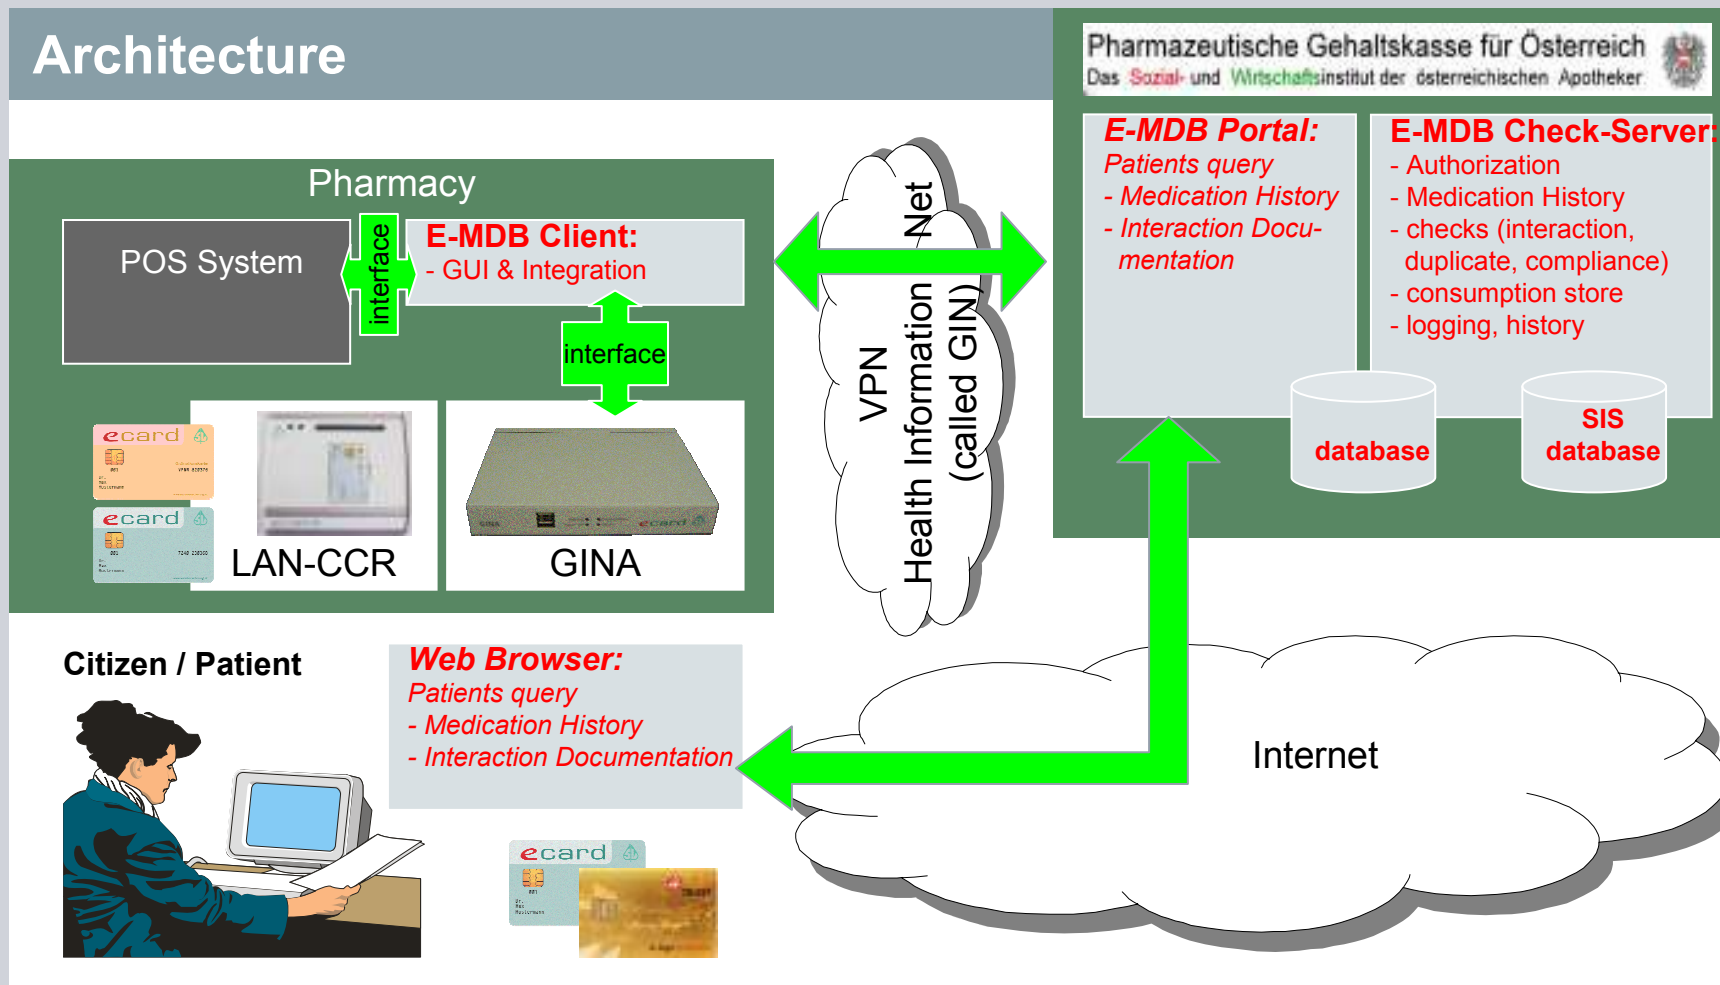 Architecture
Pharmazeutische Gehaltskasse für Österreich
Das Sozial- und Wirtschaftsinstitut der österreichischen Apotheker
Pharmacy
POS System
interface
E-MDB Client:
- GUI & Integration
interface
ecard
ecard
LAN-CCR
GINA
GINA
ecard
VPN
Health Information Net
(called GIN)
E-MDB Portal:
Patients query
- Medication History
- Interaction Docu-
mentation
E-MDB Check-Server:
- Authorization
- Medication History
- checks (interaction,
duplicate, compliance)
- consumption store
- logging, history
database
SIS
database
Citizen / Patient
Web Browser:
Patients query
- Medication History
- Interaction Documentation
Internet
ecard